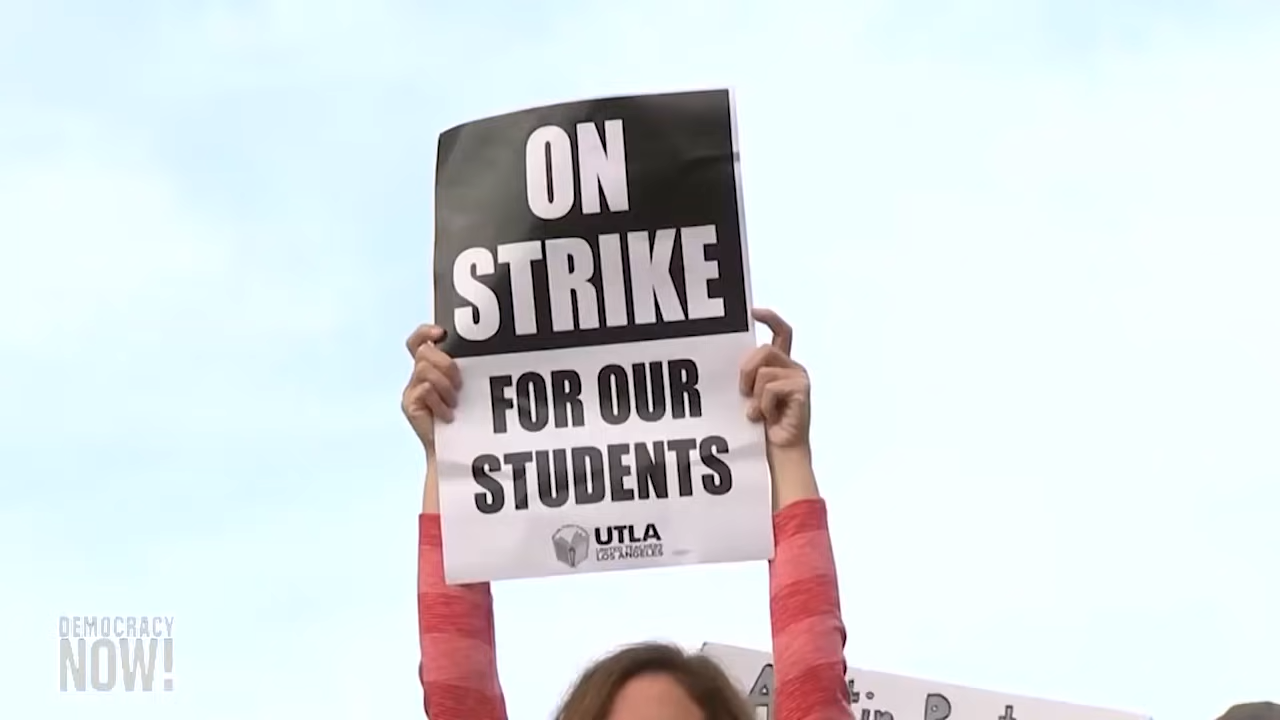 ON
STRIKE
FOR OUR
STUDENTS
UTLA
UNITED TEACHERS
LOS ANGELES
DEMOCRACY
NOW!